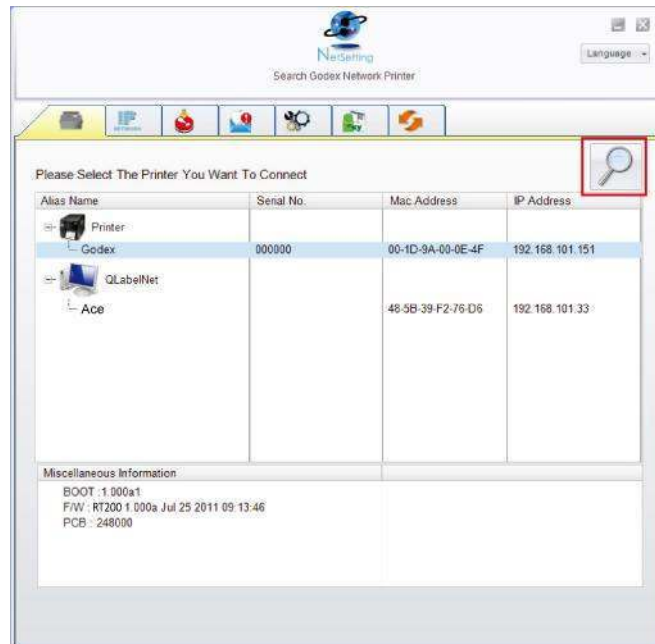 NetSetting
Language
Search Godex Network Printer
IP
NETWORK
Please Select The Printer You Want To Connect
Alias Name Serial No. Mac Address IP Address
Printer
Godex 000000 00-1D-9A-00-0E-4F 192.168.101.151
QLabelNet
Ace 48-5B-39-F2-76-D6 192.168.101.33
Miscellaneous Information
BOOT :1.000a1
F/W : RT200 1.000a Jul 25 2011 09:13:46
PCB : 248000